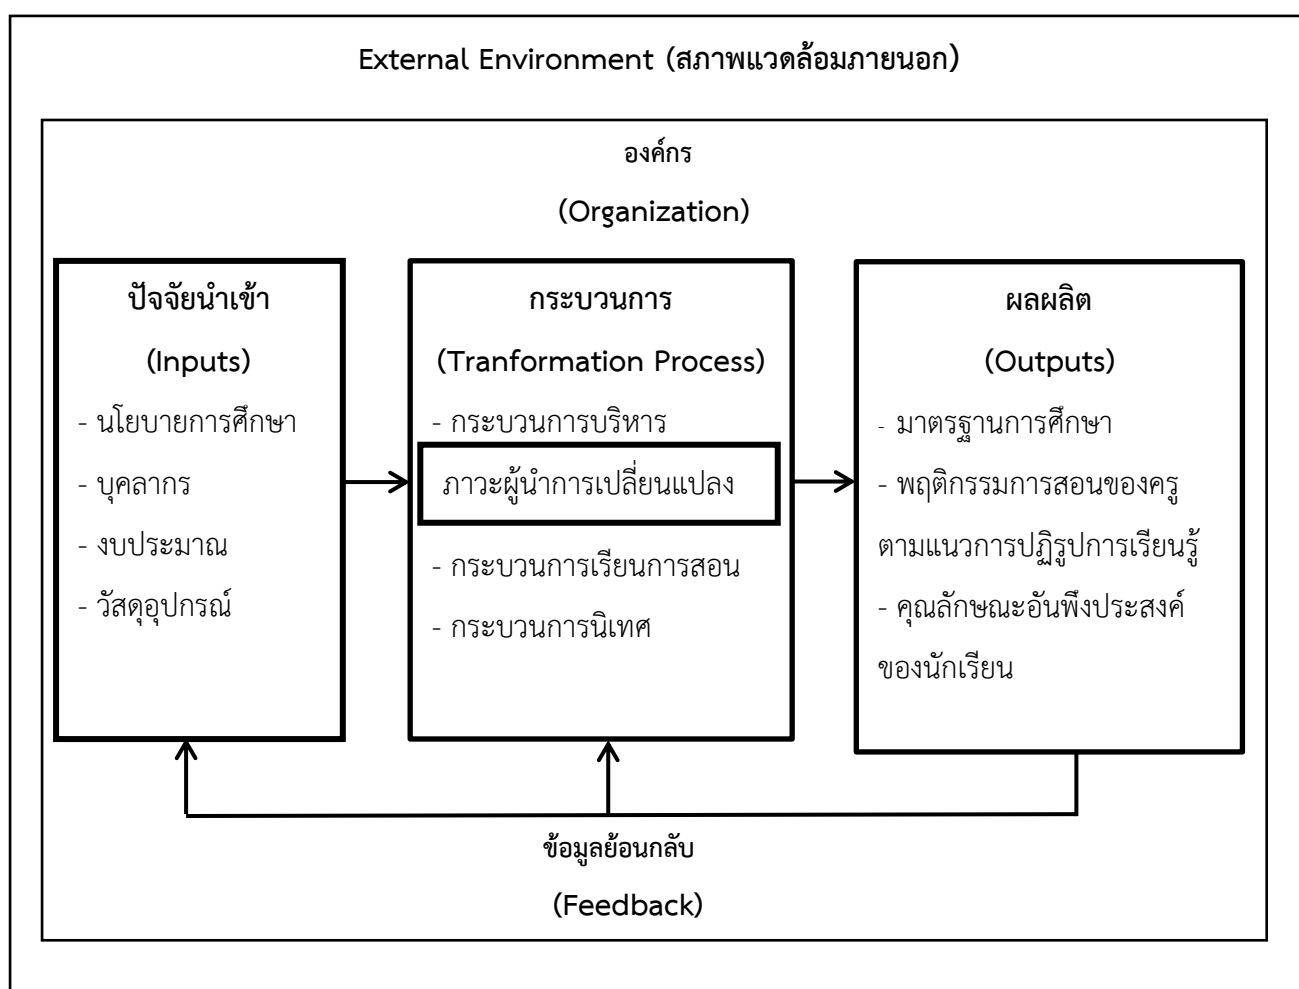 External Environment (สภาพแวดล้อมภายนอก)
องค์กร
(Organization)
ปัจจัยนำเข้า
(Inputs)
- นโยบายการศึกษา
- บุคลากร
- งบประมาณ
- วัสดุอุปกรณ์
กระบวนการ
(Tranformation Process)
- กระบวนการบริหาร
ภาวะผู้นำการเปลี่ยนแปลง
- กระบวนการเรียนการสอน
- กระบวนการนิเทศ
ผลผลิต
(Outputs)
- มาตรฐานการศึกษา
- พฤติกรรมการสอนของครู
ตามแนวการปฏิรูปการเรียนรู้
- คุณลักษณะอันพึงประสงค์
ของนักเรียน
ข้อมูลย้อนกลับ
(Feedback)